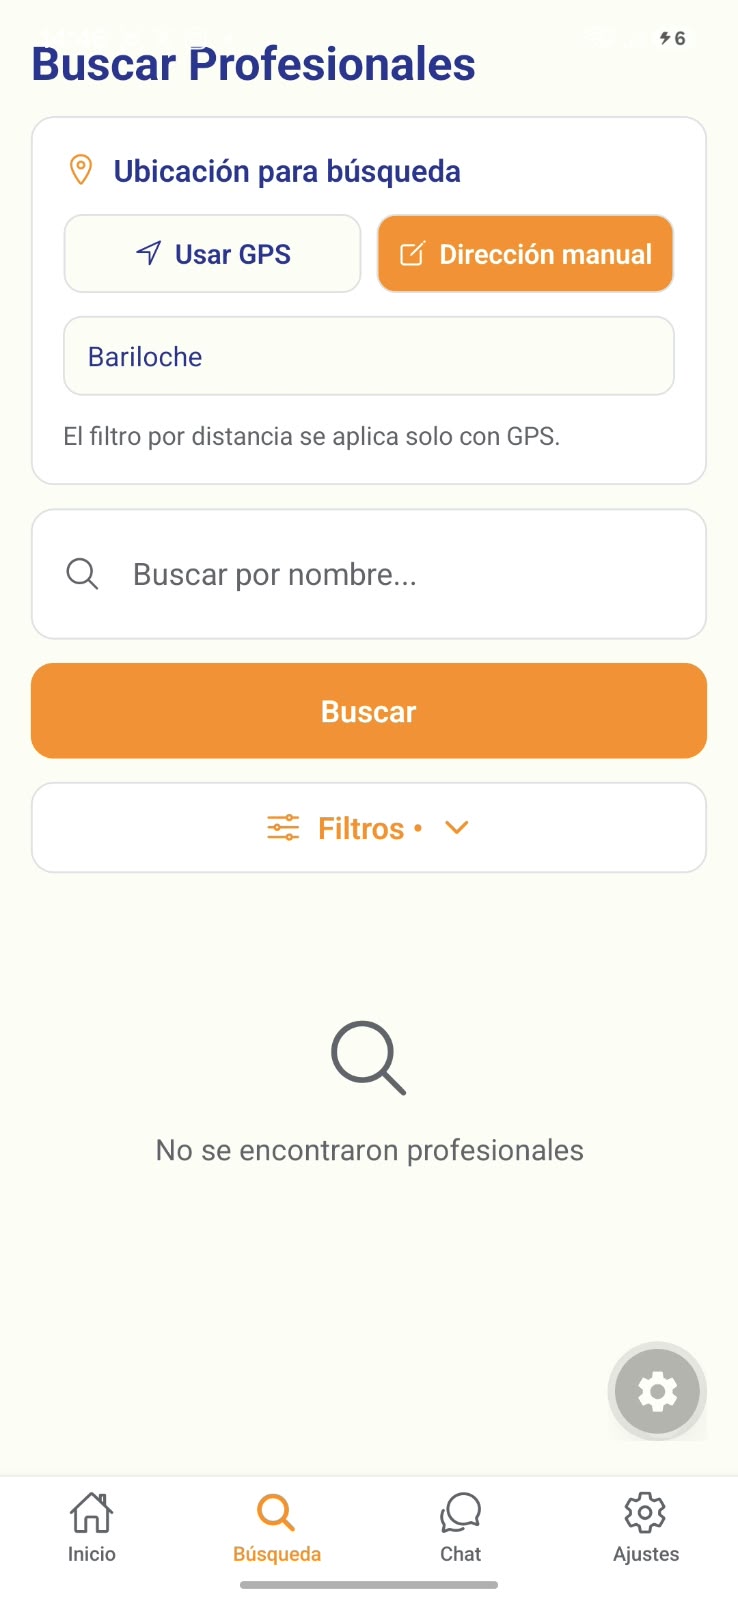 6
Buscar Profesionales
Ubicación para búsqueda
Usar GPS
Dirección manual
Bariloche
El filtro por distancia se aplica solo con GPS.
Buscar por nombre...
Buscar
Filtros •
No se encontraron profesionales
Inicio
Búsqueda
Chat
Ajustes